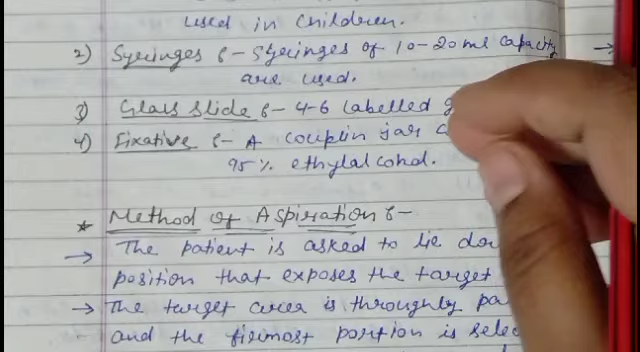 used in children.
2) Syringes :- Syringes of 10-20 ml capacity →
are used.
3) Glass slide :- 4-6 labelled
4) Fixative :- A couplin jar
95% ethylalcohol.
* Method of Aspiration :-
→ The patient is asked to lie
position that exposes the target
→ The target area is throughly
and the firmost portion is